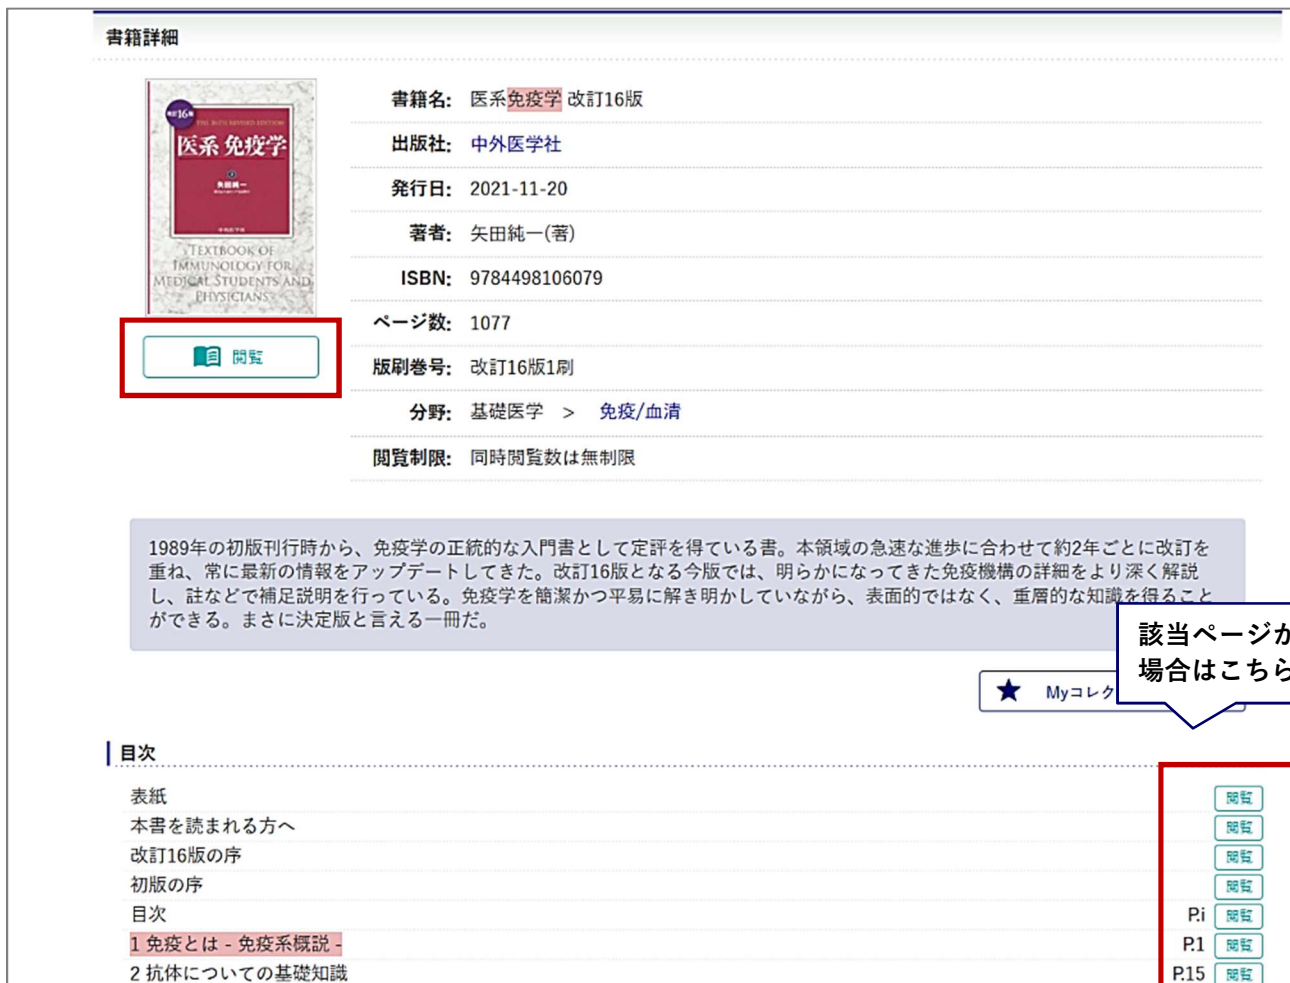 書籍詳細
改訂16版
THE 16TH REVISED EDITION
医系 免疫学
矢田純一
TEXTBOOK OF
IMMUNOLOGY FOR
MEDICAL STUDENTS AND
PHYSICIANS
閲覧
書籍名: 医系免疫学 改訂16版
出版社: 中外医学社
発行日: 2021-11-20
著者: 矢田純一(著)
ISBN: 9784498106079
ページ数: 1077
版刷巻号: 改訂16版1刷
分野: 基礎医学 > 免疫/血清
閲覧制限: 同時閲覧数は無制限
1989年の初版刊行時から、免疫学の正統的な入門書として定評を得ている書。本領域の急速な進歩に合わせて約2年ごとに改訂を
重ね、常に最新の情報をアップデートしてきた。改訂16版となる今版では、明らかになってきた免疫機構の詳細をより深く解説
し、註などで補足説明を行っている。免疫学を簡潔かつ平易に解き明かしていながら、表面的ではなく、重層的な知識を得ること
ができる。まさに決定版と言える一冊だ。
該当ページが
場合はこちら
★ Myコレク
目次
表紙 閲覧
本書を読まれる方へ 閲覧
改訂16版の序 閲覧
初版の序 閲覧
目次 P.i 閲覧
1 免疫とは - 免疫系概説 - P.1 閲覧
2 抗体についての基礎知識 P.15 閲覧